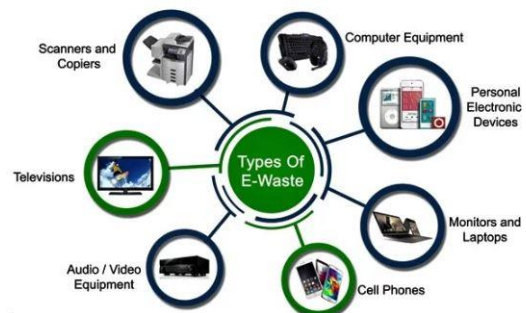 Scanners and
Copiers
Computer Equipment
Personal
Electronic
Devices
Types Of
E-Waste
Televisions
Monitors and
Laptops
Audio / Video
Equipment
Cell Phones